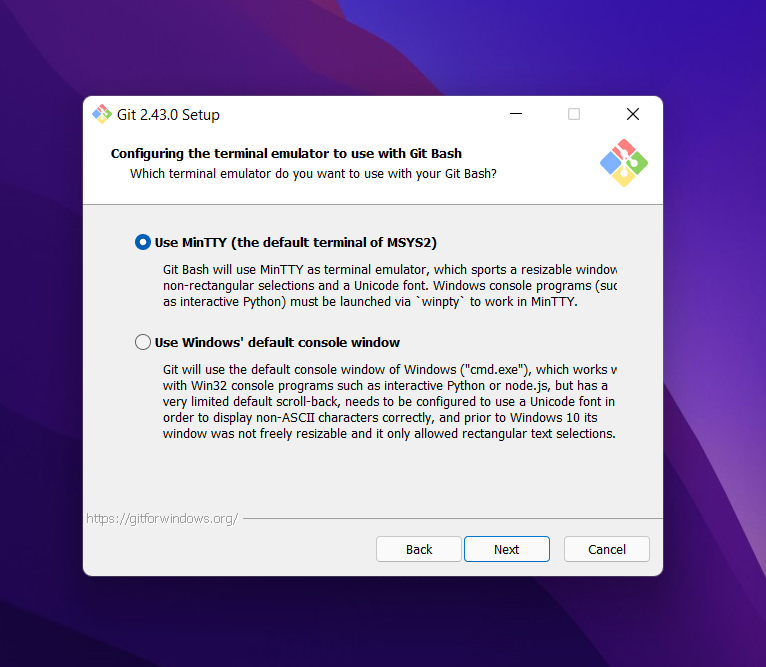 Git 2.43.0 Setup
Configuring the terminal emulator to use with Git Bash
Which terminal emulator do you want to use with your Git Bash?
Use MinTTY (the default terminal of MSYS2)
Git Bash will use MinTTY as terminal emulator, which sports a resizable window
non-rectangular selections and a Unicode font. Windows console programs (suc
as interactive Python) must be launched via `winpty` to work in MinTTY.
Use Windows' default console window
Git will use the default console window of Windows ("cmd.exe"), which works w
with Win32 console programs such as interactive Python or node.js, but has a
very limited default scroll-back, needs to be configured to use a Unicode font in
order to display non-ASCII characters correctly, and prior to Windows 10 its
window was not freely resizable and it only allowed rectangular text selections.
https://gitforwindows.org/
Back Next Cancel